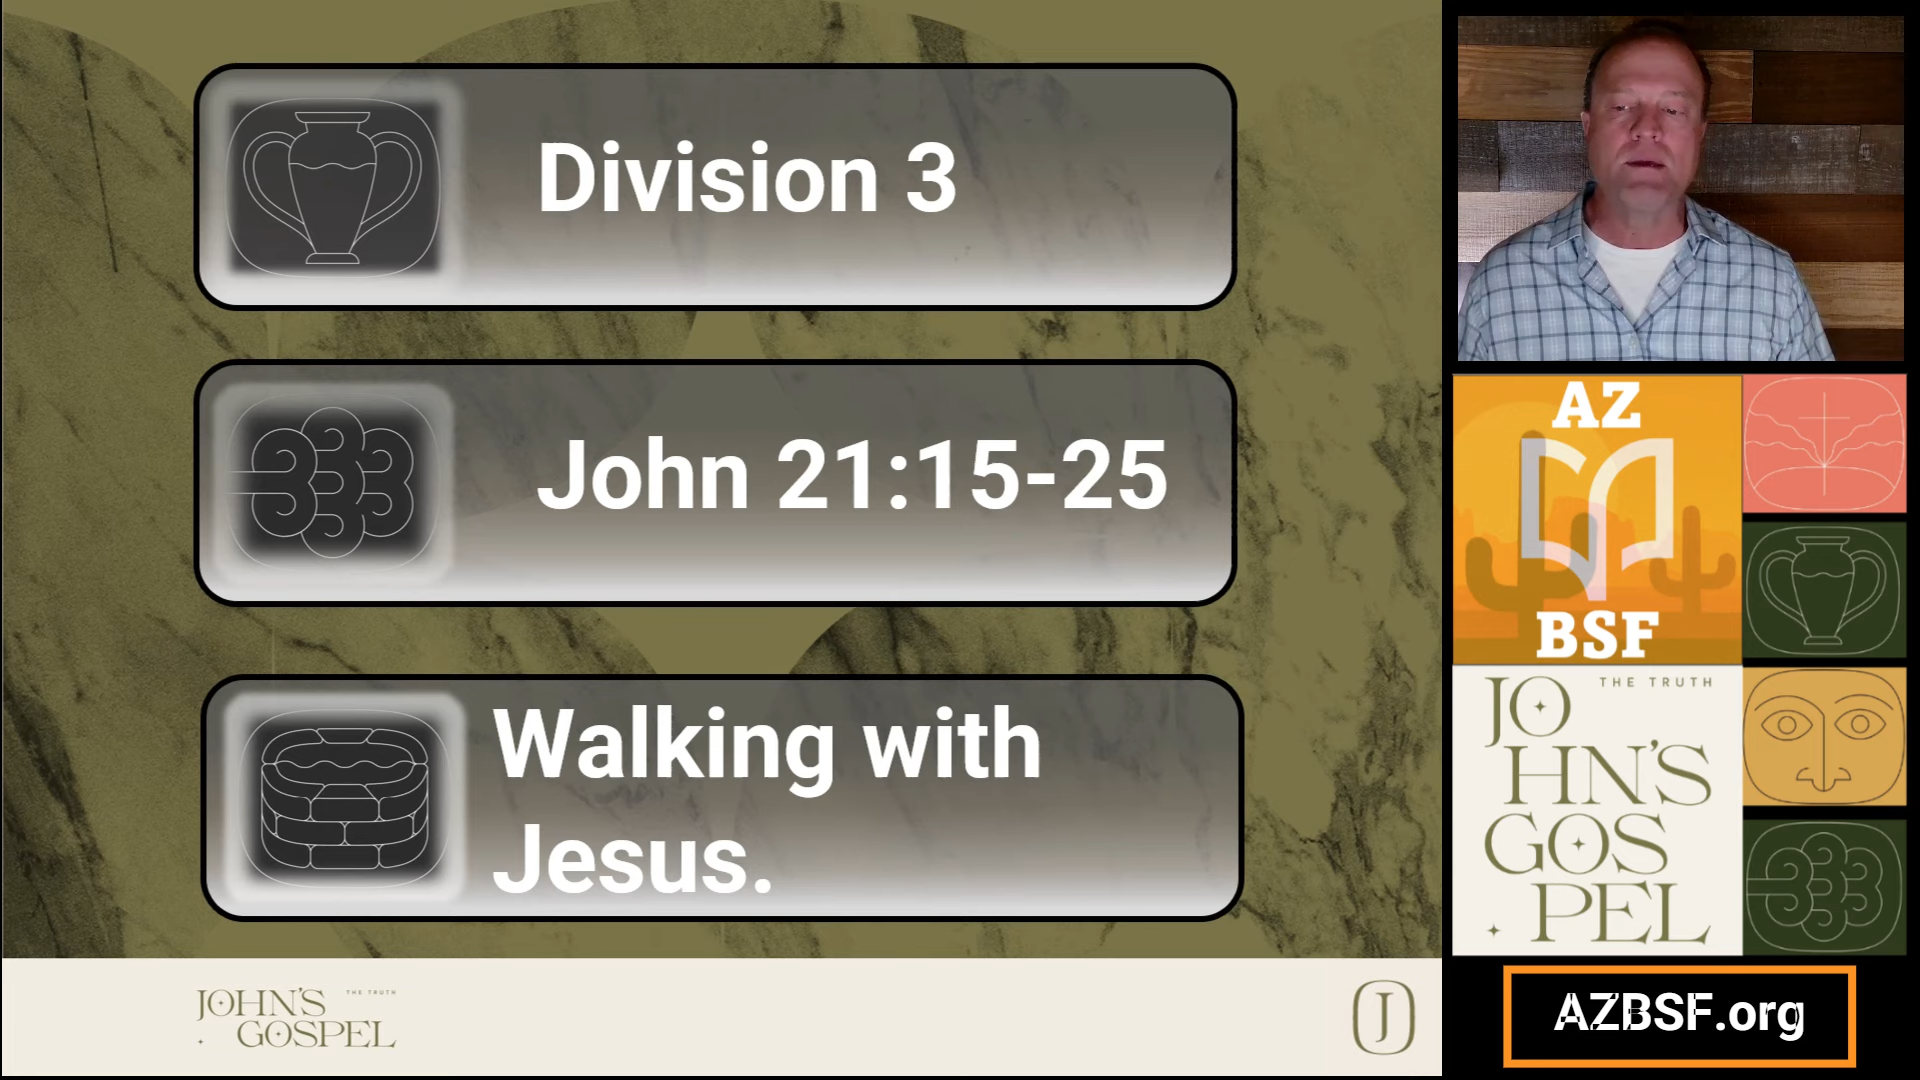 Division 3
John 21:15-25
Walking with
Jesus.
JOHN'S THE TRUTH
GOSPEL
J
AZ
BSF
THE TRUTH
JO
HN'S
GOS
PEL
AZBSF.org